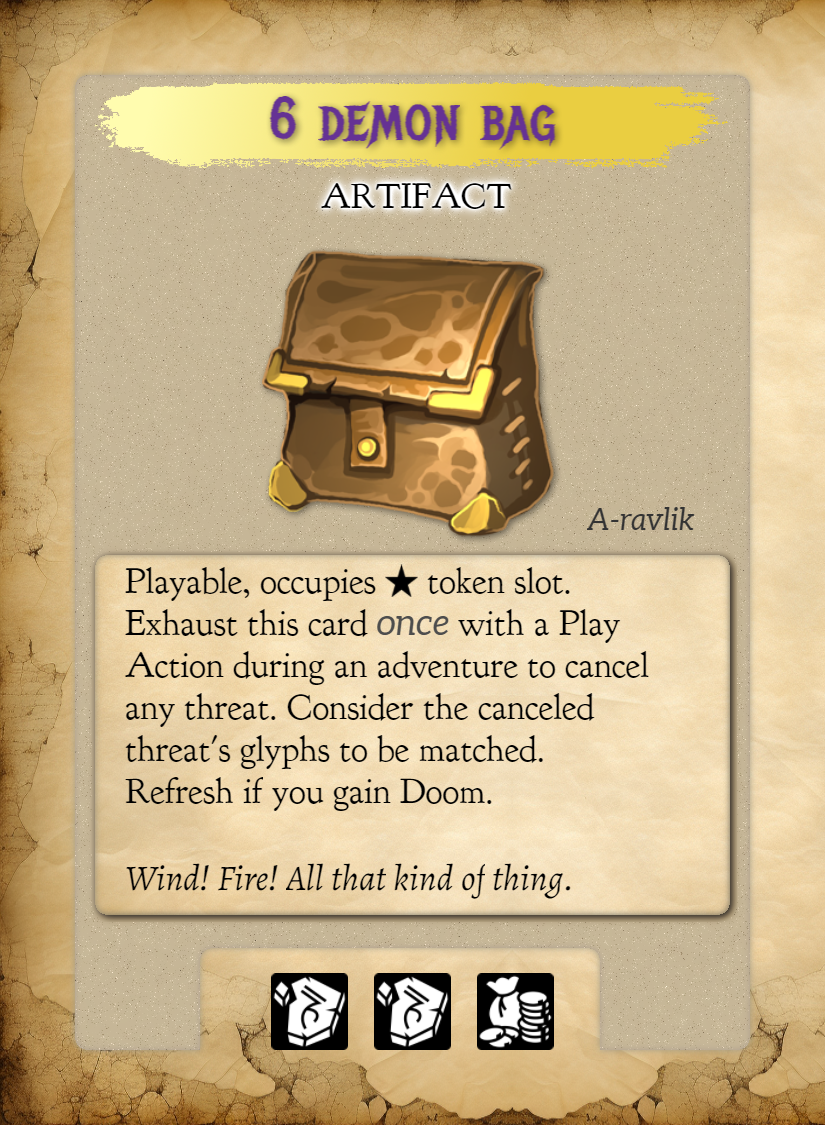 6 DEMON BAG
ARTIFACT
A-ravlik
Playable, occupies ★ token slot.
Exhaust this card once with a Play
Action during an adventure to cancel
any threat. Consider the canceled
threat's glyphs to be matched.
Refresh if you gain Doom.
Wind! Fire! All that kind of thing.